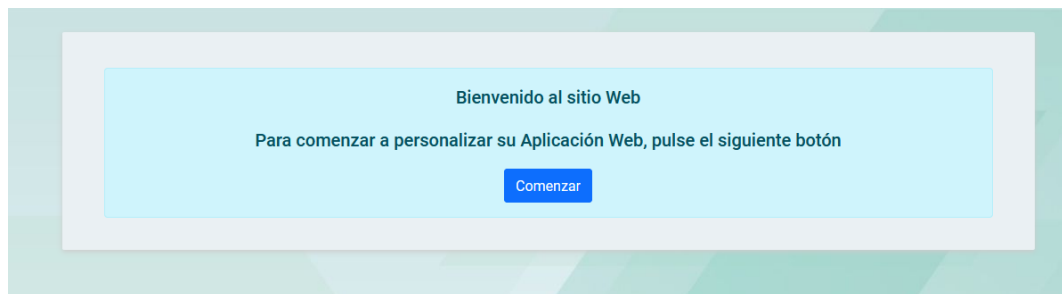 Bienvenido al sitio Web
Para comenzar a personalizar su Aplicación Web, pulse el siguiente botón
Comenzar